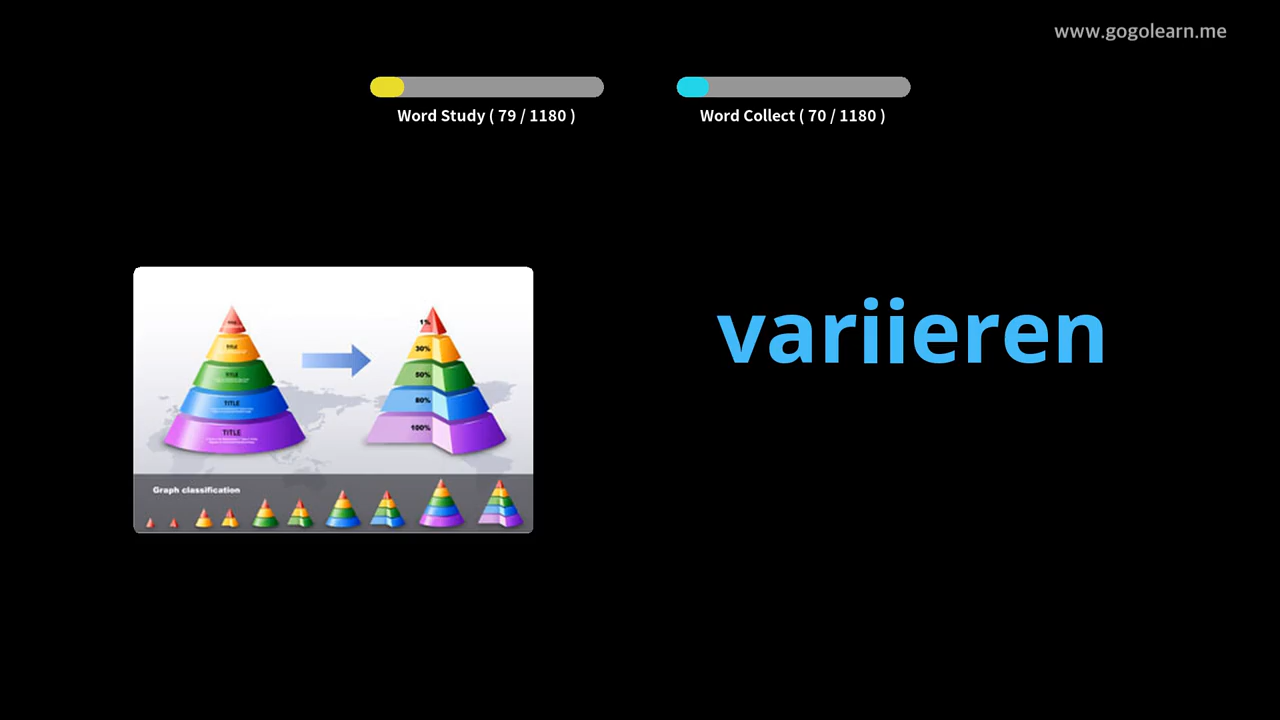 www.gogolearn.me
Word Study ( 79 / 1180 )
Word Collect ( 70 / 1180 )
variieren
TITLE
TITLE
TITLE
TITLE
1%
30%
50%
80%
100%
Graph classification